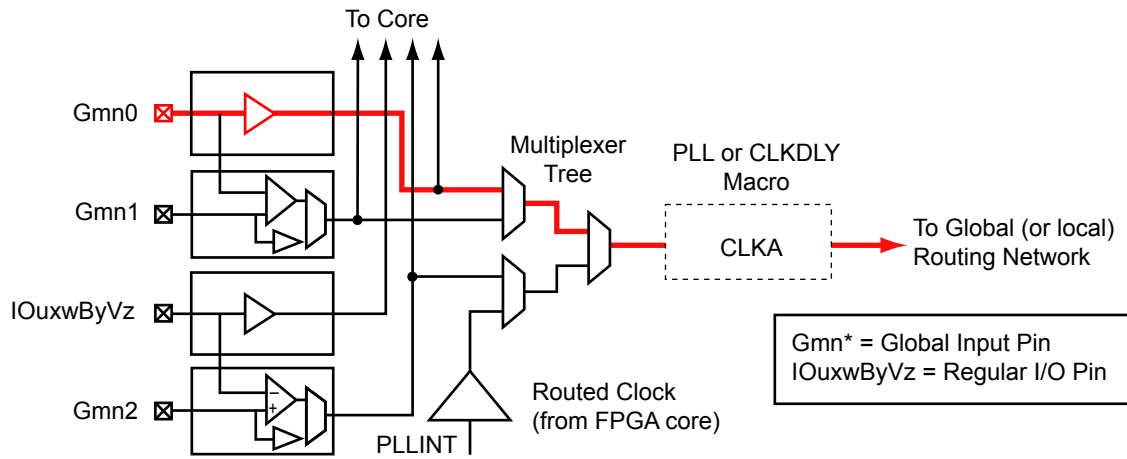 To Core
Gmn0
Multiplexer
Tree
PLL or CLKDLY
Macro
Gmn1
CLKA
To Global (or local)
Routing Network
IOuxwByVz
Gmn* = Global Input Pin
IOuxwByVz = Regular I/O Pin
−
+
Gmn2
Routed Clock
(from FPGA core)
PLLINT